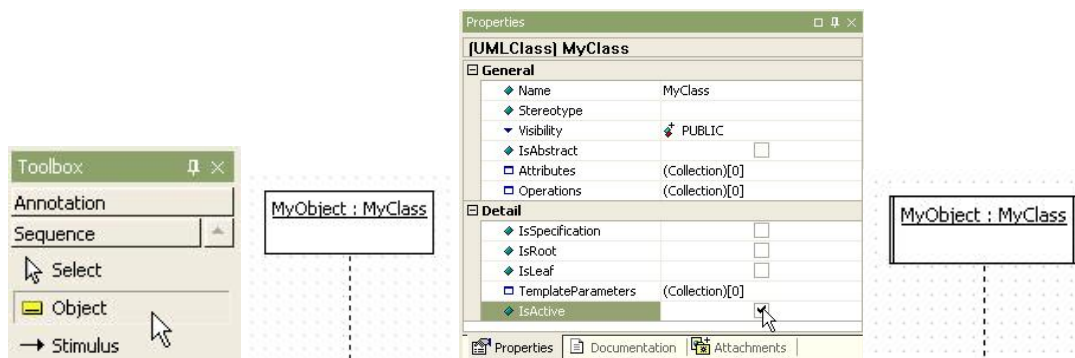 Toolbox
Annotation
Sequence
Select
Object
Stimulus
MyObject : MyClass
Properties
(UMLClass) MyClass
General
Name MyClass
Stereotype
Visibility PUBLIC
IsAbstract
Attributes (Collection)[0]
Operations (Collection)[0]
Detail
IsSpecification
IsRoot
IsLeaf
TemplateParameters (Collection)[0]
IsActive
Properties Documentation Attachments
MyObject : MyClass